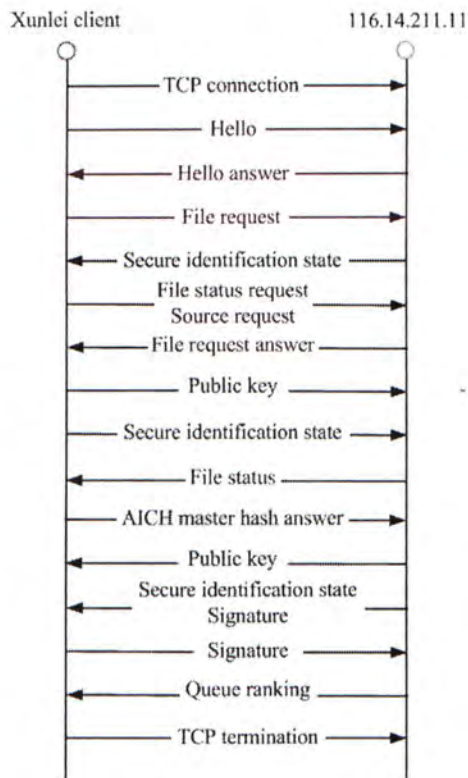 Xunlei client 116.14.211.11
TCP connection
Hello
Hello answer
File request
Secure identification state
File status request
Source request
File request answer
Public key
Secure identification state
File status
AICH master hash answer
Public key
Secure identification state
Signature
Signature
Queue ranking
TCP termination